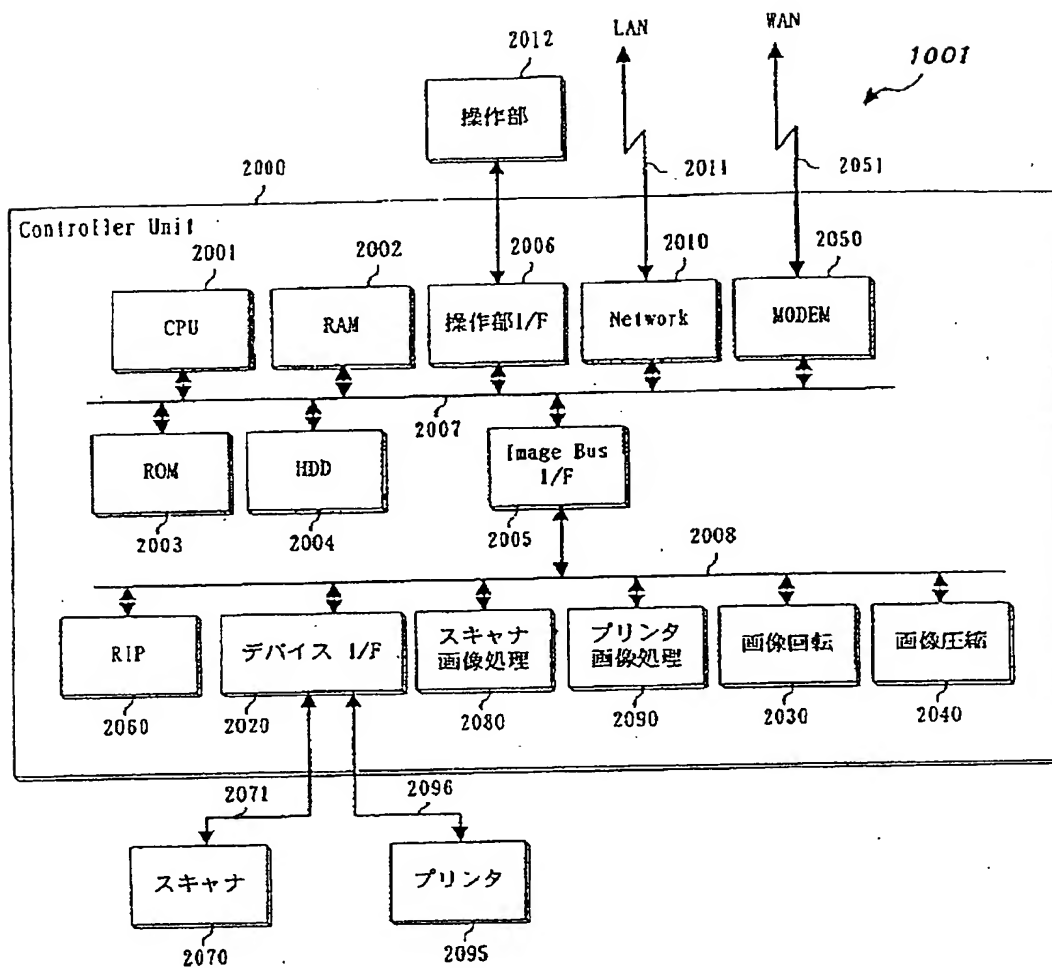 LAN
WAN
1001
2012
操作部
2011
2051
2000
Controller Unit
2001
2002
2006
2010
2050
CPU
RAM
操作部I/F
Network
MODEM
2007
ROM
HDD
Image Bus
I/F
2003
2004
2005
2008
RIP
デバイス I/F
スキャナ
画像処理
プリンタ
画像処理
画像回転
画像圧縮
2060
2020
2080
2090
2030
2040
2071
2096
スキャナ
プリンタ
2070
2095